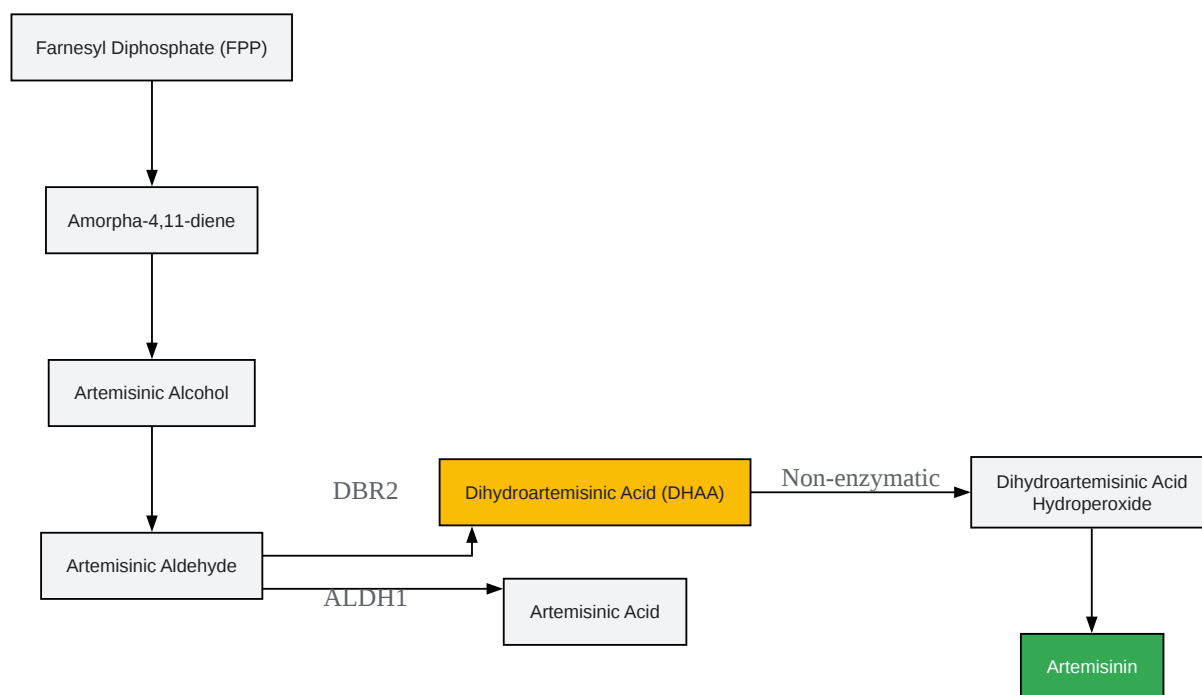 Farnesyl Diphosphate (FPP)
Amorpha-4,11-diene
Artemisinic Alcohol
Artemisinic Aldehyde
DBR2
ALDH1
Dihydroartemisinic Acid (DHAA)
Artemisinic Acid
Non-enzymatic
Dihydroartemisinic Acid
Hydroperoxide
Artemisinin